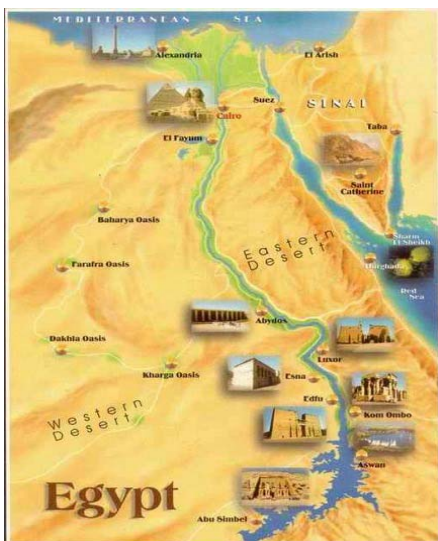 MEDITERRANEAN SEA
Alexandria
El Arish
Cairo
Suez
SINAI
Taba
El Fayum
Saint
Catherine
Baharya Oasis
Sharm
El Sheikh
Eastern
Desert
Hurghada
Farafra Oasis
Red
Sea
Abydos
Dakhla Oasis
Luxor
Kharga Oasis
Esna
Edfu
Kom Ombo
Western
Desert
Aswan
Egypt
Abu Simbel